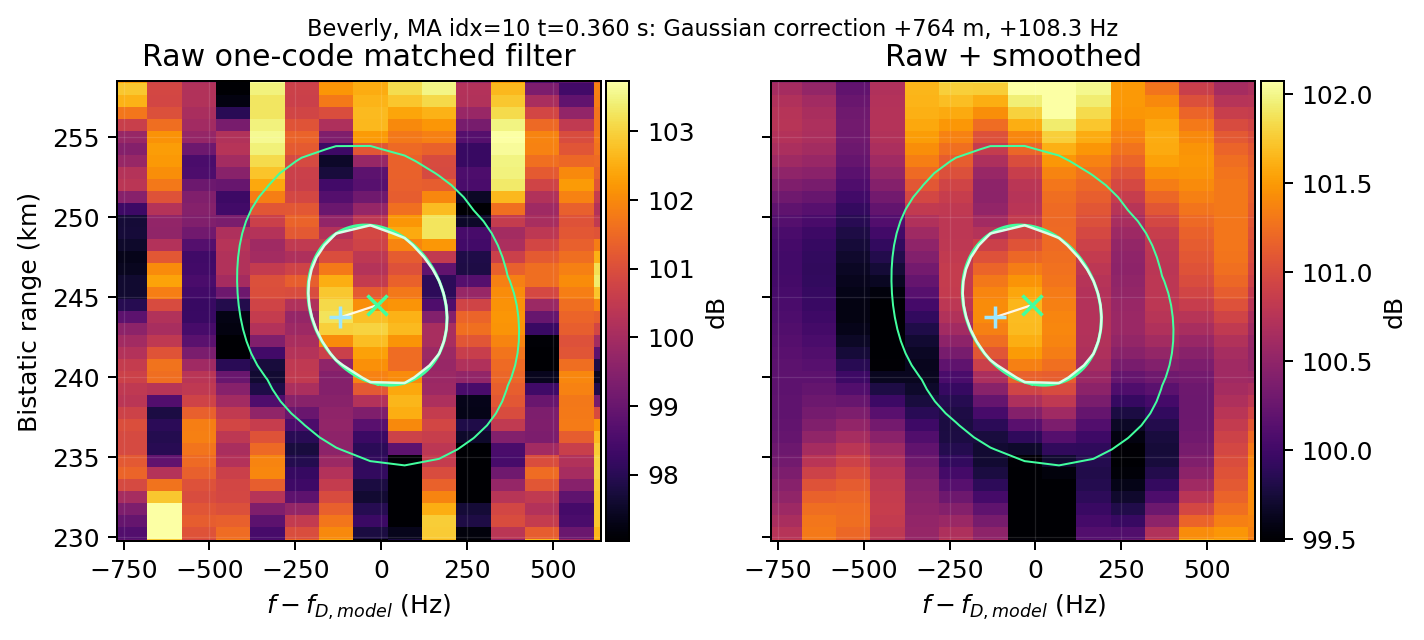 Beverly, MA idx=10 t=0.360 s: Gaussian correction +764 m, +108.3 Hz
Raw one-code matched filter
Raw + smoothed
Bistatic range (km)
255
250
245
240
235
230
−750 −500 −250 0 250 500
f − f_{D, model} (Hz)
103
102
101
100
99
98
dB
−750 −500 −250 0 250 500
f − f_{D, model} (Hz)
102.0
101.5
101.0
100.5
100.0
99.5
dB